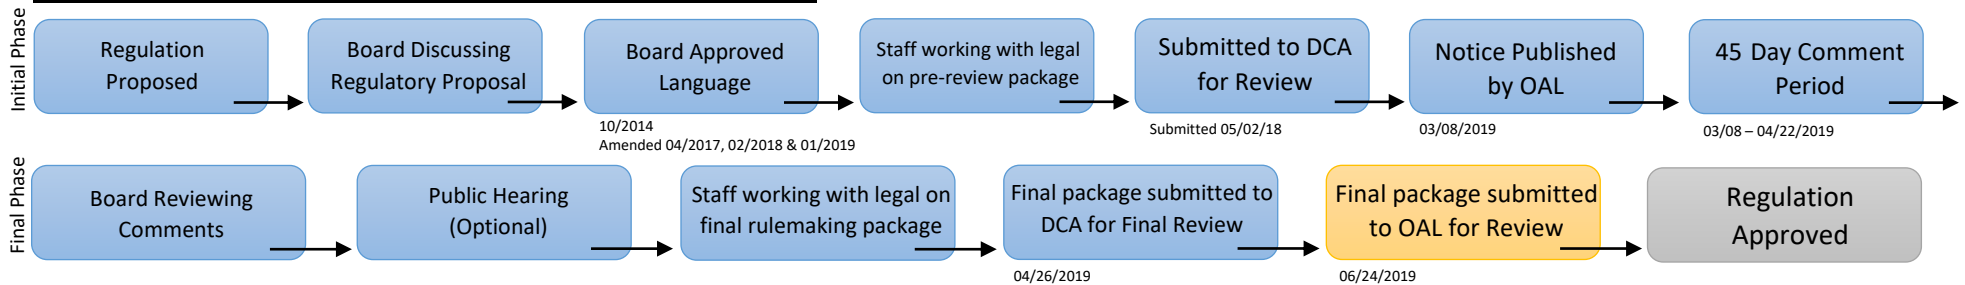 Initial Phase
Regulation
Proposed
Board Discussing
Regulatory Proposal
Board Approved
Language
Staff working with legal
on pre-review package
Submitted to DCA
for Review
Notice Published
by OAL
45 Day Comment
Period
10/2014
Amended 04/2017, 02/2018 & 01/2019
Submitted 05/02/18
03/08/2019
03/08 – 04/22/2019
Final Phase
Board Reviewing
Comments
Public Hearing
(Optional)
Staff working with legal on
final rulemaking package
Final package submitted to
DCA for Final Review
Final package submitted
to OAL for Review
Regulation
Approved
04/26/2019
06/24/2019